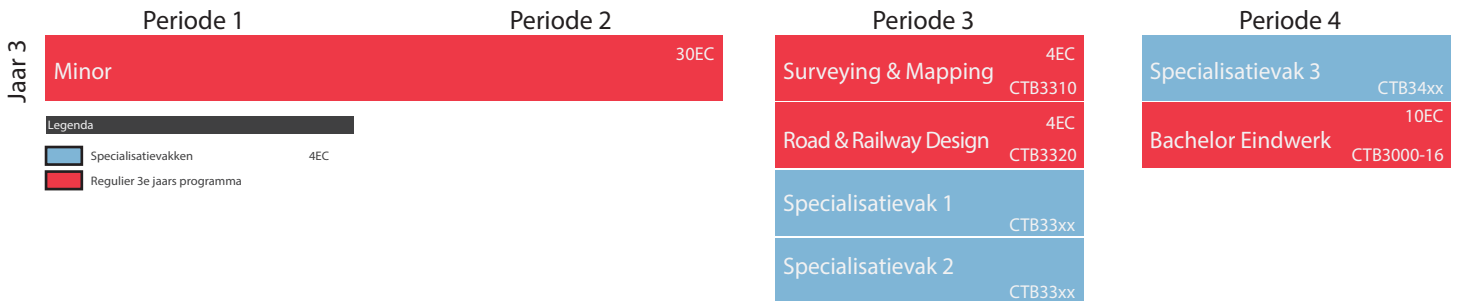 Periode 1
Periode 2
Periode 3
Periode 4
Jaar 3
Minor
30EC
Surveying & Mapping
4EC
CTB3310
Specialisatievak 3
CTB34xx
Road & Railway Design
4EC
CTB3320
Bachelor Eindwerk
10EC
CTB3000-16
Legenda
Specialisatievakken 4EC
Regulier 3e jaars programma
Specialisatievak 1
CTB33xx
Specialisatievak 2
CTB33xx